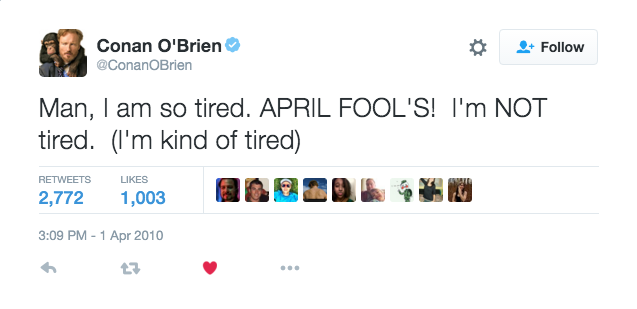 Conan O'Brien
Follow
@ConanOBrien
Man, I am so tired. APRIL FOOL'S!  I'm NOT
tired.  (I'm kind of tired)
RETWEETS LIKES
2,772 1,003
3:09 PM - 1 Apr 2010